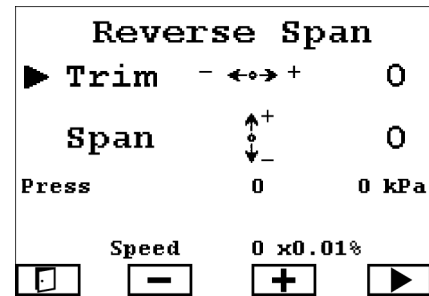 Reverse Span
Trim - + 0
Span + - 0
Press 0 0 kPa
Speed 0 x0.01%